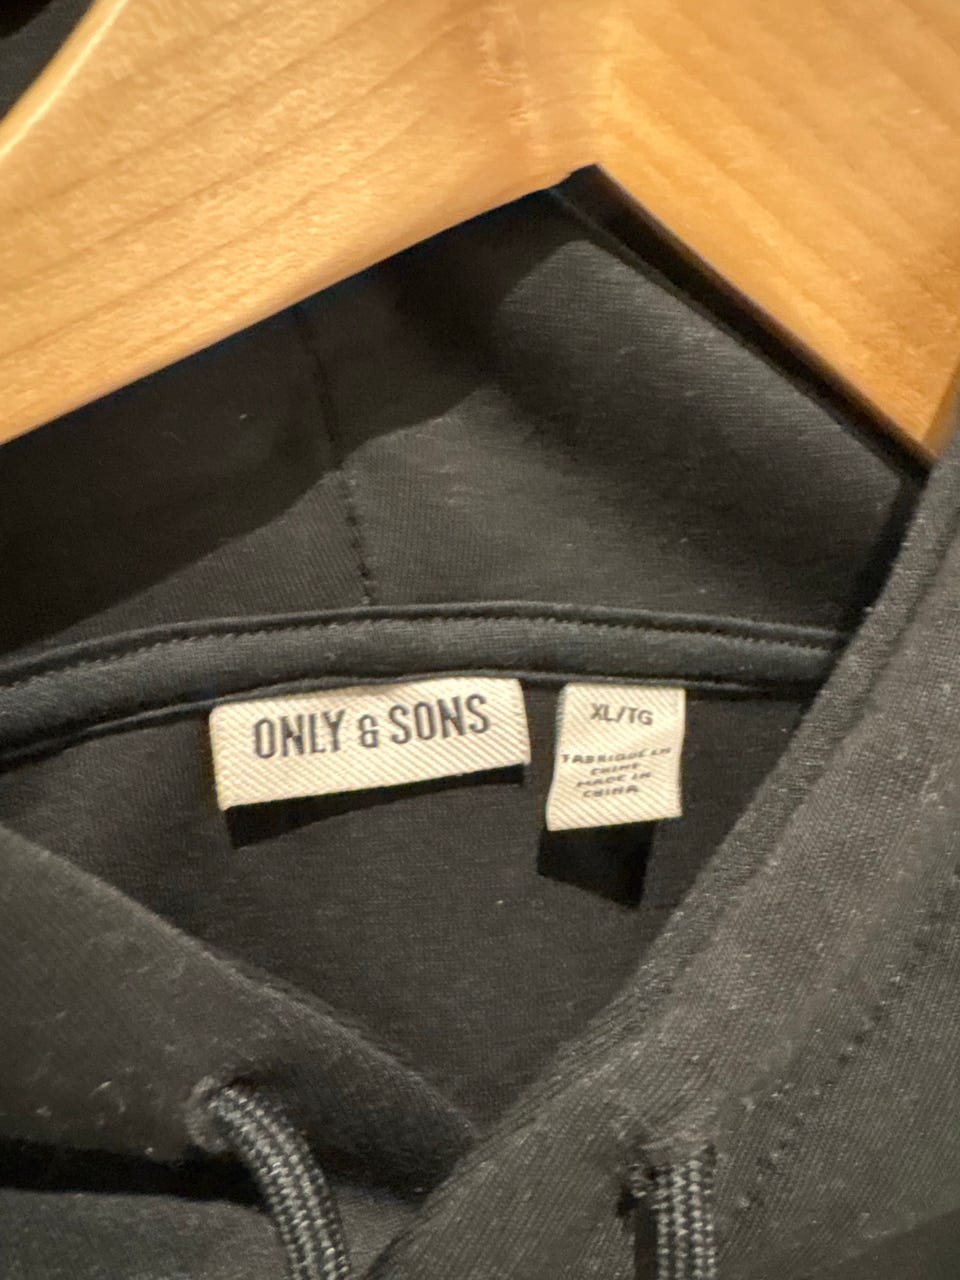 ONLY & SONS
XL/TG
FABRIQUÉ EN
CHINE
MADE IN
CHINA